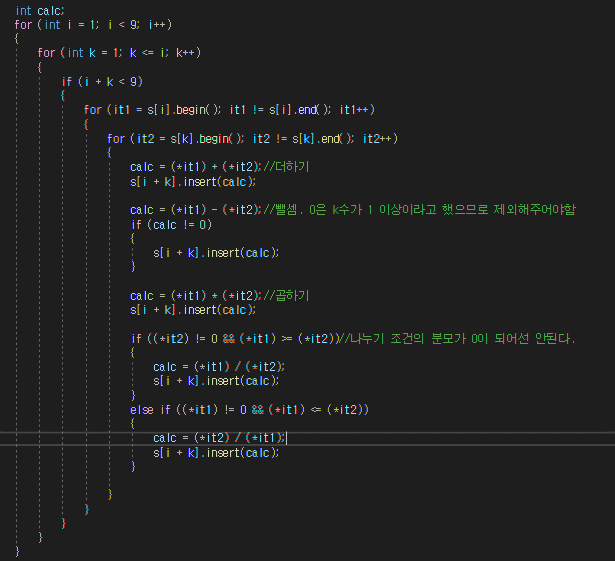 int calc;
for (int i = 1; i < 9; i++)
{
for (int k = 1; k <= i; k++)
{
if (i + k < 9)
{
for (it1 = s[i].begin(); it1 != s[i].end(); it1++)
{
for (it2 = s[k].begin(); it2 != s[k].end(); it2++)
{
calc = (*it1) + (*it2);//더하기
s[i + k].insert(calc);
calc = (*it1) - (*it2);//뺄셈. 0은 k수가 1 이상이라고 했으므로 제외해주어야함
if (calc != 0)
{
s[i + k].insert(calc);
}
calc = (*it1) * (*it2);//곱하기
s[i + k].insert(calc);
if ((*it2) != 0 && (*it1) >= (*it2))//나누기 조건의 분모가 0이 되어선 안된다.
{
calc = (*it1) / (*it2);
s[i + k].insert(calc);
}
else if ((*it1) != 0 && (*it1) <= (*it2))
{
calc = (*it2) / (*it1);
s[i + k].insert(calc);
}
}
}
}
}
}